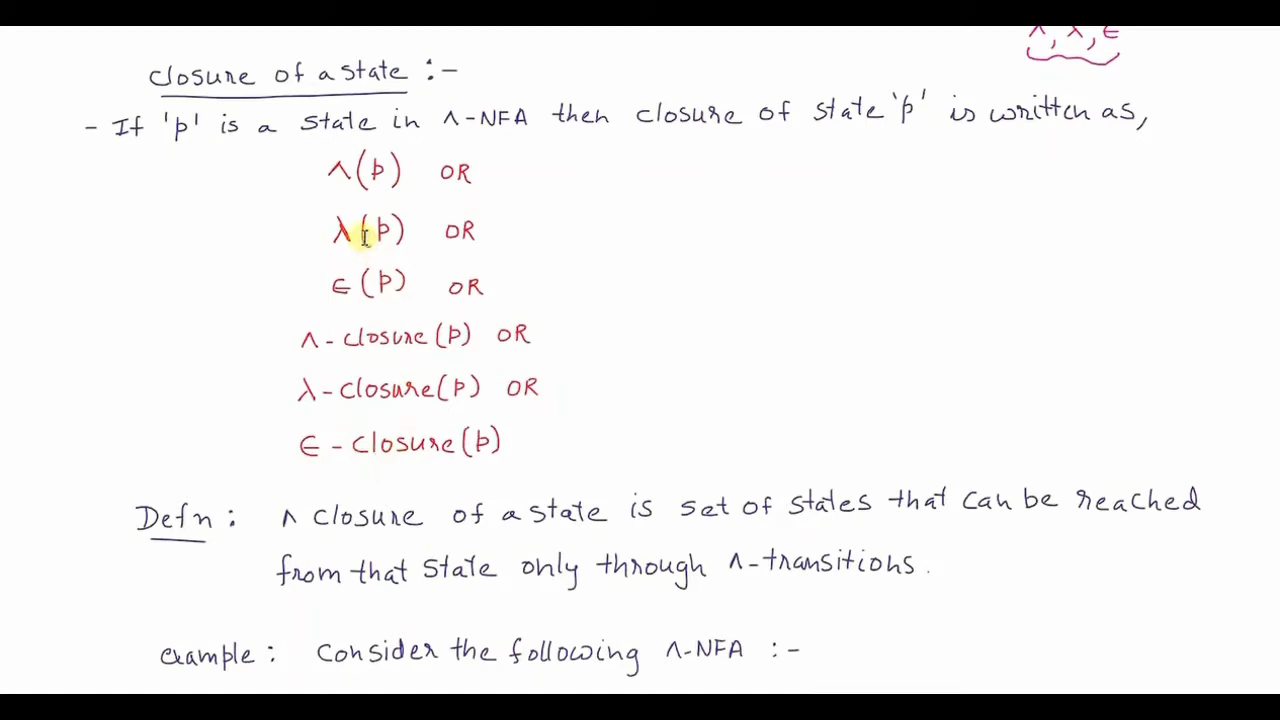 Λ, λ, ∈
closure of a state :-
- If 'p' is a state in Λ-NFA then closure of state 'p' is written as,
Λ(p) OR
λ(p) OR
∈(p) OR
Λ-closure(p) OR
λ-closure(p) OR
∈-closure(p)
Defn: Λ closure of a state is set of states that can be reached
from that state only through Λ-transitions.
example: Consider the following Λ-NFA :-